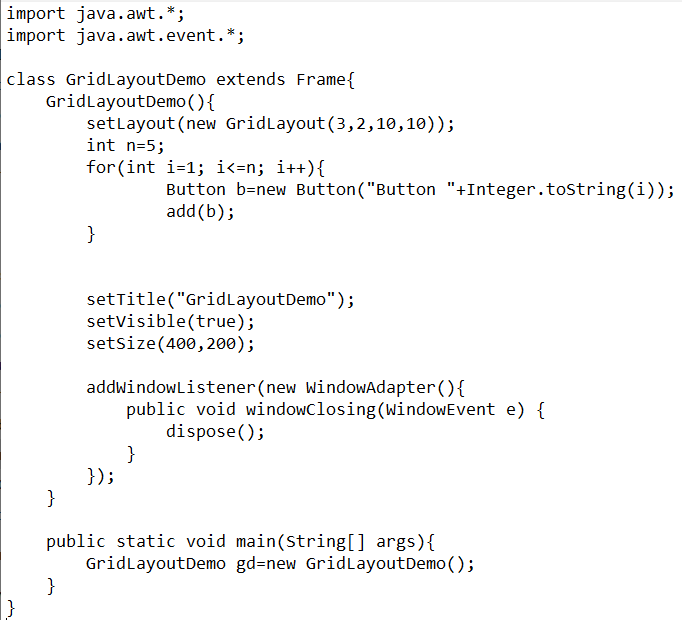 import java.awt.*;
import java.awt.event.*;

class GridLayoutDemo extends Frame{
    GridLayoutDemo(){
        setLayout(new GridLayout(3,2,10,10));
        int n=5;
        for(int i=1; i<=n; i++){
                Button b=new Button("Button "+Integer.toString(i));
                add(b);
        }


        setTitle("GridLayoutDemo");
        setVisible(true);
        setSize(400,200);

        addWindowListener(new WindowAdapter(){
            public void windowClosing(WindowEvent e) {
                dispose();
            }
        });
    }

    public static void main(String[] args){
        GridLayoutDemo gd=new GridLayoutDemo();
    }
}